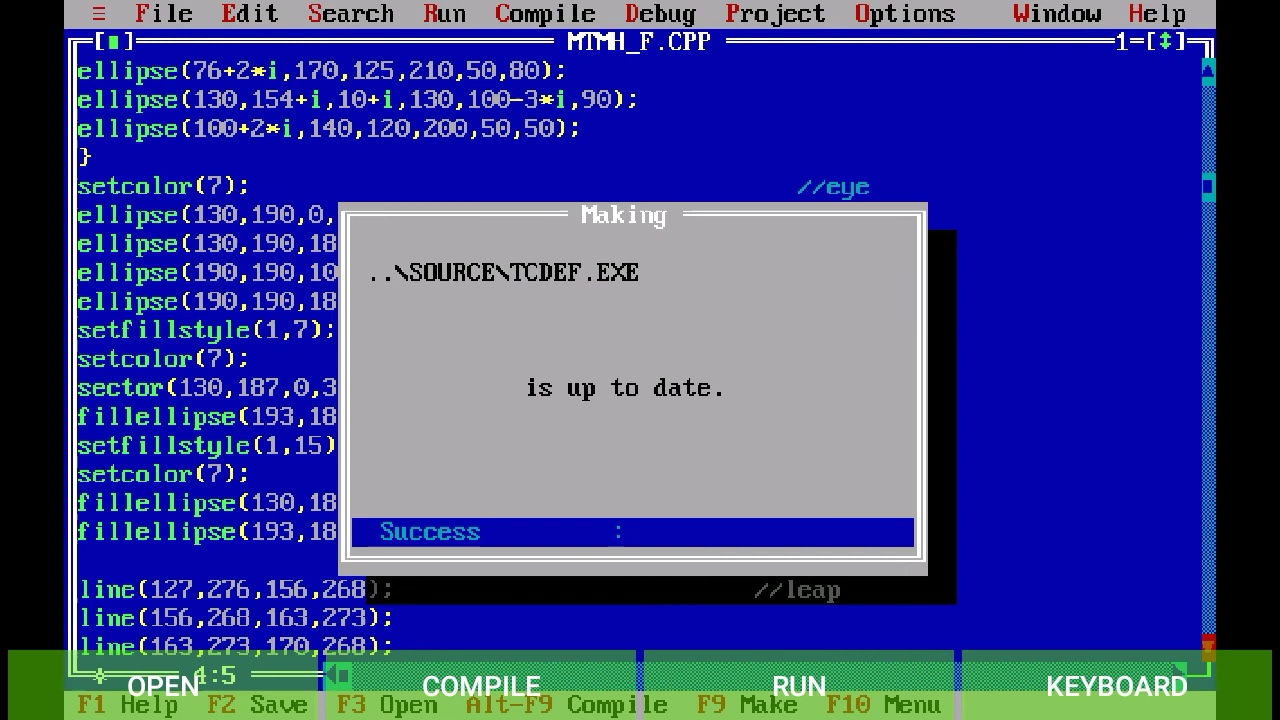 ≡ File Edit Search Run Compile Debug Project Options Window Help
[■] MTMH_F.CPP 1=[↕]
ellipse(76+2*i,170,125,210,50,80);
ellipse(130,154+i,10+i,130,100-3*i,90);
ellipse(100+2*i,140,120,200,50,50);
}
setcolor(7); //eye
ellipse(130,190,0,
Making
ellipse(130,190,18
..\SOURCE\TCDEF.EXE
ellipse(190,190,10
ellipse(190,190,18
setfillstyle(1,7);
setcolor(7);
sector(130,187,0,3
is up to date.
fillellipse(193,18
setfillstyle(1,15)
setcolor(7);
fillellipse(130,18
fillellipse(193,18
Success :
line(127,276,156,268); //leap
line(156,268,163,273);
line(163,273,170,268);
4:5
OPEN COMPILE RUN KEYBOARD
F1 Help F2 Save F3 Open Alt-F9 Compile F9 Make F10 Menu